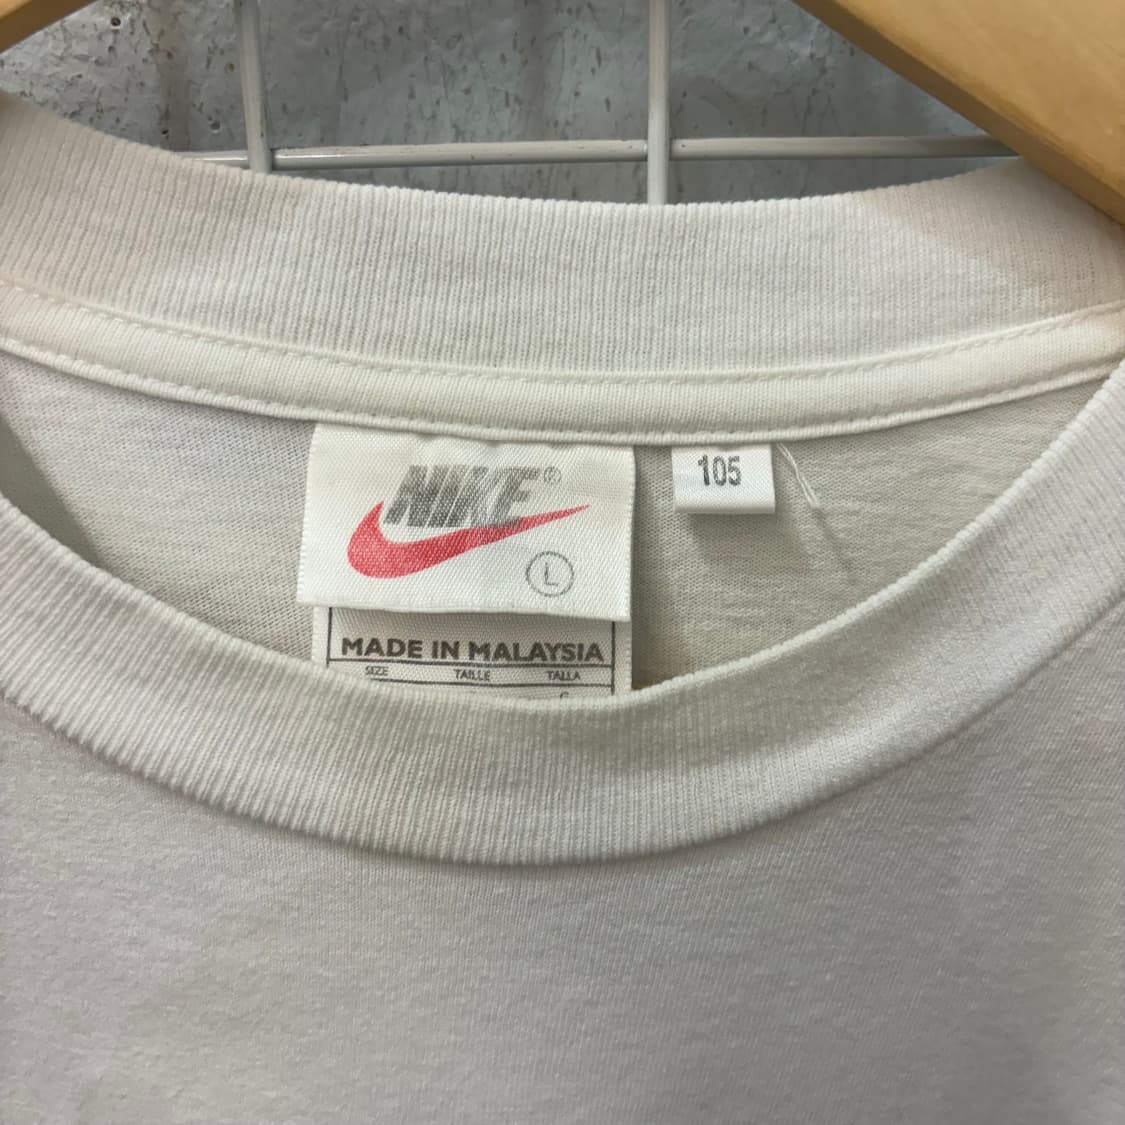 NIKE®
L
105
MADE IN MALAYSIA
SIZE TAILLE TALLA